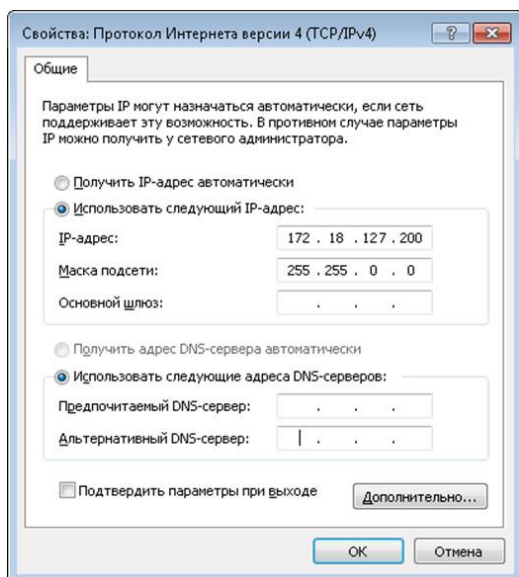 Свойства: Протокол Интернета версии 4 (TCP/IPv4)
Общие
Параметры IP могут назначаться автоматически, если сеть
поддерживает эту возможность. В противном случае параметры
IP можно получить у сетевого администратора.
Получить IP-адрес автоматически
Использовать следующий IP-адрес:
IP-адрес: 172 . 18 . 127 . 200
Маска подсети: 255 . 255 . 0 . 0
Основной шлюз: . . .
Получить адрес DNS-сервера автоматически
Использовать следующие адреса DNS-серверов:
Предпочитаемый DNS-сервер: . . .
Альтернативный DNS-сервер: . . .
Подтвердить параметры при выходе
Дополнительно...
ОК Отмена